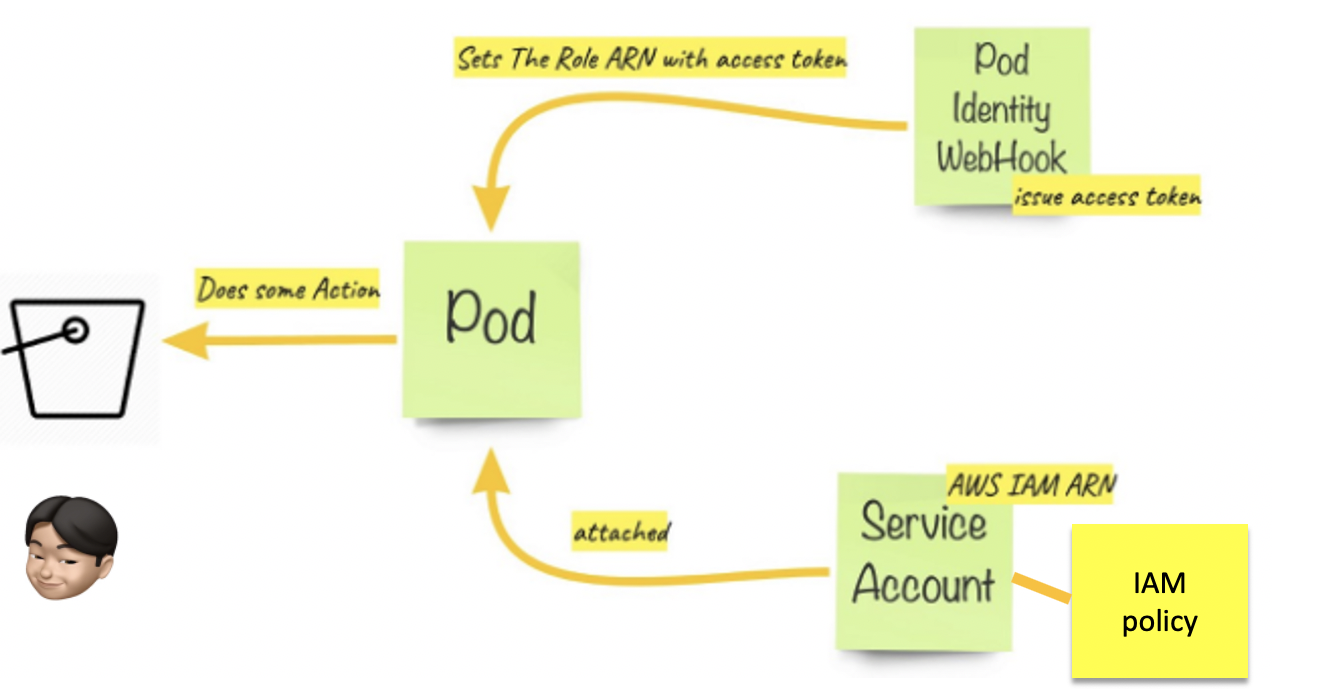 Sets The Role ARN with access token
Pod
Identity
WebHook
issue access token
Does some Action
Pod
attached
AWS IAM ARN
Service
Account
IAM
policy